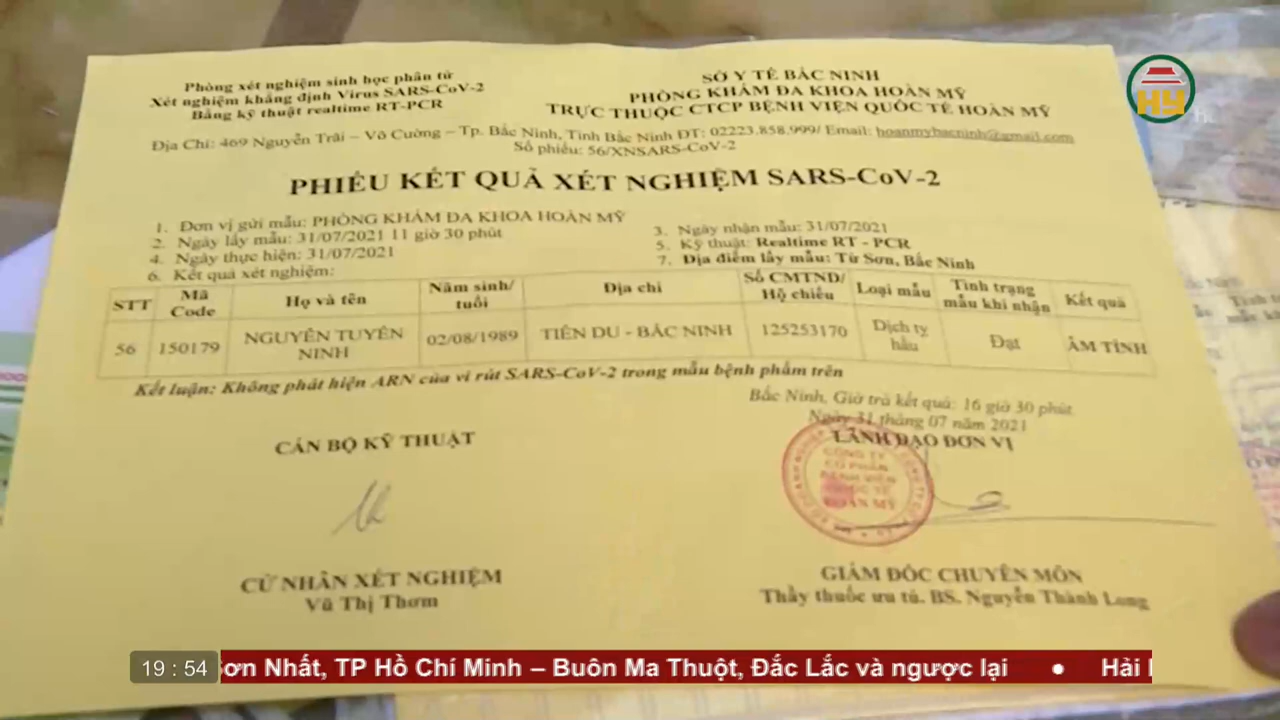 Phòng xét nghiệm sinh học phân tử
Xét nghiệm khẳng định Virus SARS-CoV-2
Bằng kỹ thuật realtime RT-PCR
SỞ Y TẾ BẮC NINH
PHÒNG KHÁM ĐA KHOA HOÀN MỸ
TRỰC THUỘC CTCP BỆNH VIỆN QUỐC TẾ HOÀN MỸ
Địa Chỉ: 469 Nguyễn Trãi – Võ Cường – Tp. Bắc Ninh, Tỉnh Bắc Ninh ĐT: 02223.858.999/ Email: hoanmybacninh@gmail.com
Số phiếu: 56/XNSARS-CoV-2
PHIẾU KẾT QUẢ XÉT NGHIỆM SARS-CoV-2
1. Đơn vị gửi mẫu: PHÒNG KHÁM ĐA KHOA HOÀN MỸ
2. Ngày lấy mẫu: 31/07/2021 11 giờ 30 phút
3. Ngày nhận mẫu: 31/07/2021
4. Ngày thực hiện: 31/07/2021
5. Kỹ thuật: Realtime RT - PCR
6. Kết quả xét nghiệm:
7. Địa điểm lấy mẫu: Từ Sơn, Bắc Ninh
STT Mã Code Họ và tên Năm sinh/ tuổi Địa chỉ Số CMTND/ Hộ chiếu Loại mẫu Tình trạng mẫu khi nhận Kết quả
56 150179 NGUYỄN TUYÊN NINH 02/08/1989 TIÊN DU - BẮC NINH 125253170 Dịch tỵ hầu Đạt ÂM TÍNH
Kết luận: Không phát hiện ARN của vi rút SARS-CoV-2 trong mẫu bệnh phẩm trên
Bắc Ninh, Giờ trả kết quả: 16 giờ 30 phút
Ngày 31 tháng 07 năm 2021
CÁN BỘ KỸ THUẬT
LÃNH ĐẠO ĐƠN VỊ
CÔNG TY
CỔ PHẦN
BỆNH VIỆN
QUỐC TẾ
HOÀN MỸ
CỬ NHÂN XÉT NGHIỆM
Vũ Thị Thơm
GIÁM ĐỐC CHUYÊN MÔN
Thầy thuốc ưu tú. BS. Nguyễn Thành Long
HY
19 : 54
Sơn Nhất, TP Hồ Chí Minh – Buôn Ma Thuột, Đắc Lắc và ngược lại • Hải